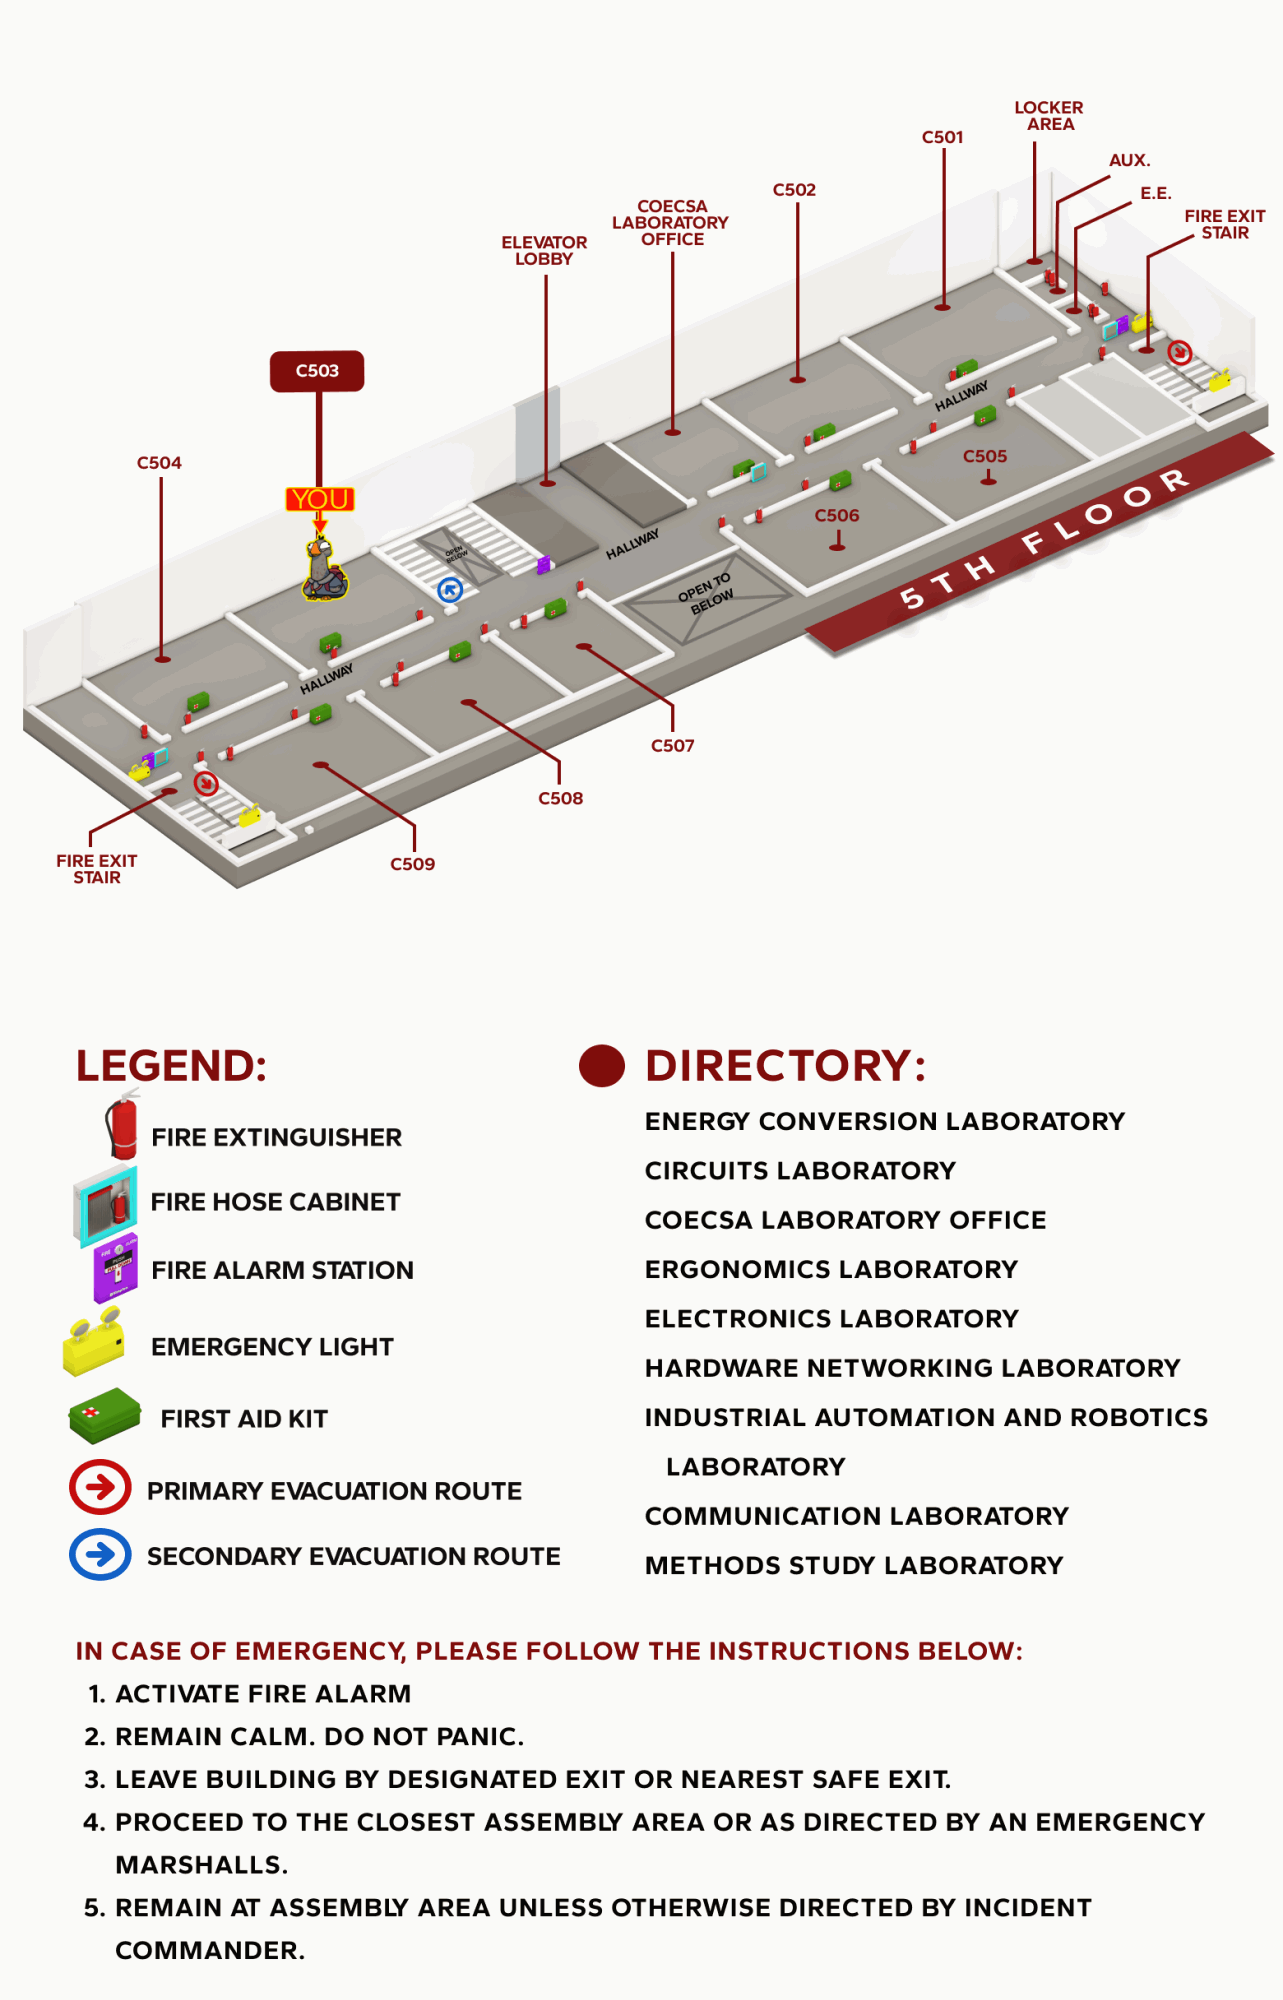 LOCKER
AREA
C501
AUX.
C502
E.E.
COECSA
LABORATORY
OFFICE
FIRE EXIT
STAIR
ELEVATOR
LOBBY
C503
HALLWAY
C504
C505
YOU
5TH FLOOR
C506
HALLWAY
OPEN
BELOW
OPEN TO
BELOW
HALLWAY
C507
C508
FIRE EXIT
STAIR
C509
LEGEND:
FIRE EXTINGUISHER
FIRE HOSE CABINET
FIRE ALARM STATION
EMERGENCY LIGHT
FIRST AID KIT
PRIMARY EVACUATION ROUTE
SECONDARY EVACUATION ROUTE
DIRECTORY:
ENERGY CONVERSION LABORATORY
CIRCUITS LABORATORY
COECSA LABORATORY OFFICE
ERGONOMICS LABORATORY
ELECTRONICS LABORATORY
HARDWARE NETWORKING LABORATORY
INDUSTRIAL AUTOMATION AND ROBOTICS
LABORATORY
COMMUNICATION LABORATORY
METHODS STUDY LABORATORY
IN CASE OF EMERGENCY, PLEASE FOLLOW THE INSTRUCTIONS BELOW:
1. ACTIVATE FIRE ALARM
2. REMAIN CALM. DO NOT PANIC.
3. LEAVE BUILDING BY DESIGNATED EXIT OR NEAREST SAFE EXIT.
4. PROCEED TO THE CLOSEST ASSEMBLY AREA OR AS DIRECTED BY AN EMERGENCY
MARSHALLS.
5. REMAIN AT ASSEMBLY AREA UNLESS OTHERWISE DIRECTED BY INCIDENT
COMMANDER.